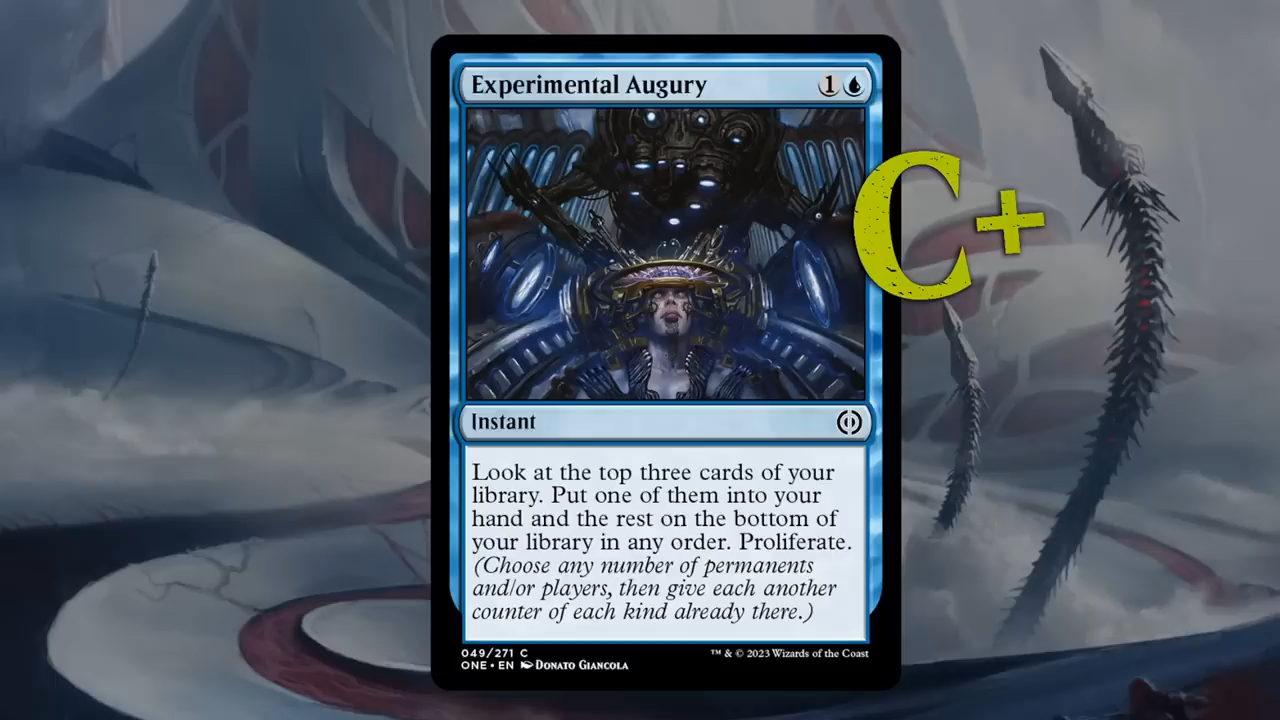 Experimental Augury 1
C+
Instant
Look at the top three cards of your
library. Put one of them into your
hand and the rest on the bottom of
your library in any order. Proliferate.
(Choose any number of permanents
and/or players, then give each another
counter of each kind already there.)
049/271 C
ONE • EN Donato Giancola
™ & © 2023 Wizards of the Coast